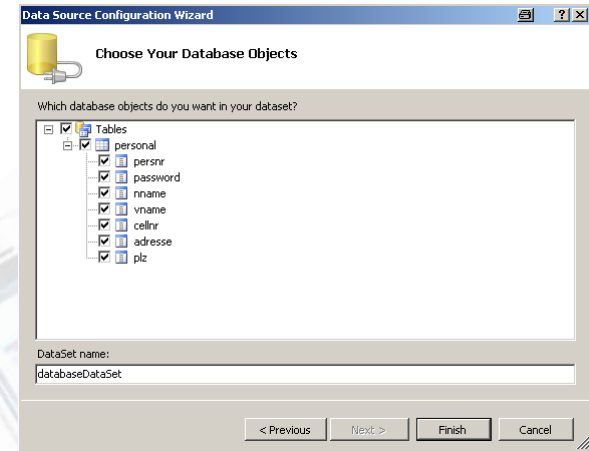 Data Source Configuration Wizard
Choose Your Database Objects
Which database objects do you want in your dataset?
Tables
personal
persnr
password
nname
vname
cellnr
adresse
plz
DataSet name:
databaseDataSet
< Previous Next > Finish Cancel